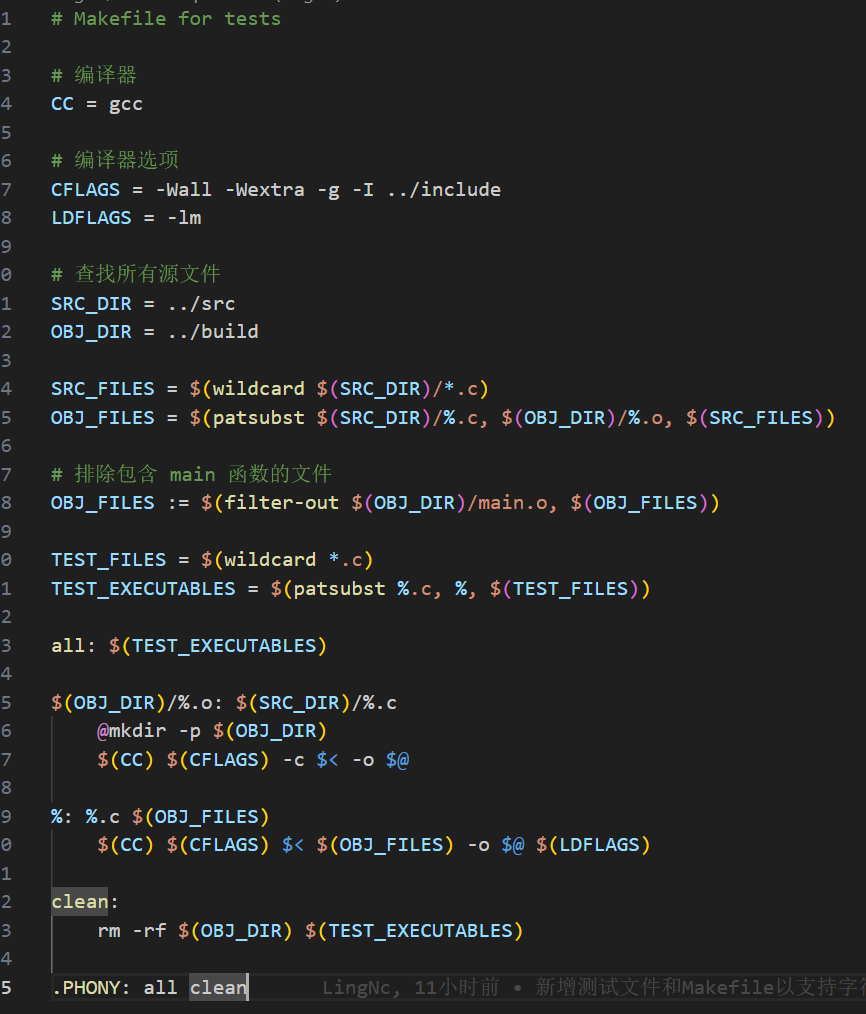 1 # Makefile for tests
2
3 # 编译器
4 CC = gcc
5
6 # 编译器选项
7 CFLAGS = -Wall -Wextra -g -I ../include
8 LDFLAGS = -lm
9
0 # 查找所有源文件
1 SRC_DIR = ../src
2 OBJ_DIR = ../build
3
4 SRC_FILES = $(wildcard $(SRC_DIR)/*.c)
5 OBJ_FILES = $(patsubst $(SRC_DIR)/%.c, $(OBJ_DIR)/%.o, $(SRC_FILES))
6
7 # 排除包含 main 函数的文件
8 OBJ_FILES := $(filter-out $(OBJ_DIR)/main.o, $(OBJ_FILES))
9
0 TEST_FILES = $(wildcard *.c)
1 TEST_EXECUTABLES = $(patsubst %.c, %, $(TEST_FILES))
2
3 all: $(TEST_EXECUTABLES)
4
5 $(OBJ_DIR)/%.o: $(SRC_DIR)/%.c
6     @mkdir -p $(OBJ_DIR)
7     $(CC) $(CFLAGS) -c $< -o $@
8
9 %: %.c $(OBJ_FILES)
0     $(CC) $(CFLAGS) $< $(OBJ_FILES) -o $@ $(LDFLAGS)
1
2 clean:
3     rm -rf $(OBJ_DIR) $(TEST_EXECUTABLES)
4
5 .PHONY: all clean LingNc, 11小时前 • 新增测试文件和Makefile以支持字